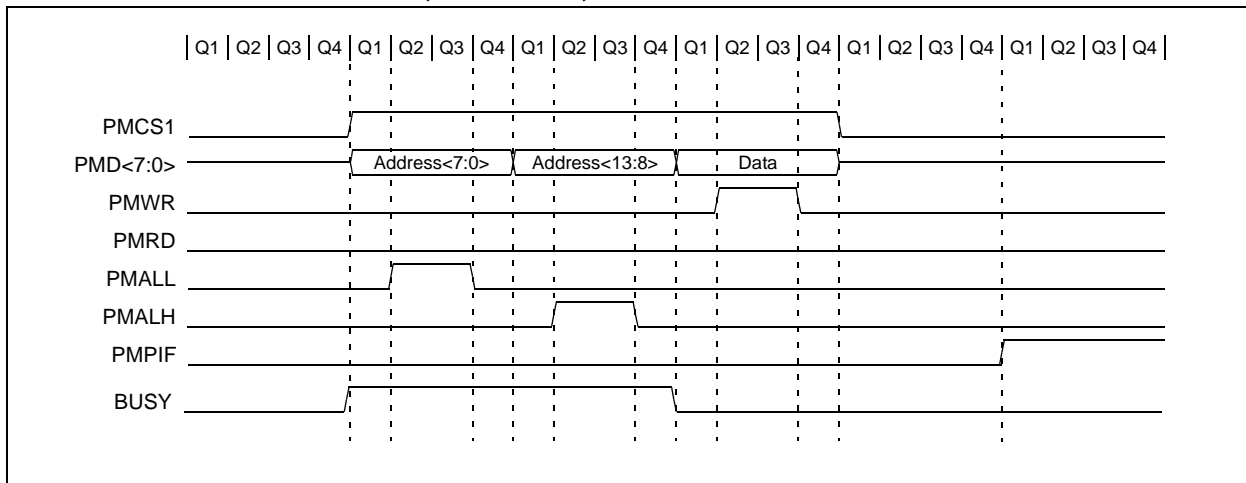 Q1 Q2 Q3 Q4 Q1 Q2 Q3 Q4 Q1 Q2 Q3 Q4 Q1 Q2 Q3 Q4 Q1 Q2 Q3 Q4 Q1 Q2 Q3 Q4
PMCS1
PMD<7:0> Address<7:0> Address<13:8> Data
PMWR
PMRD
PMALL
PMALH
PMPIF
BUSY